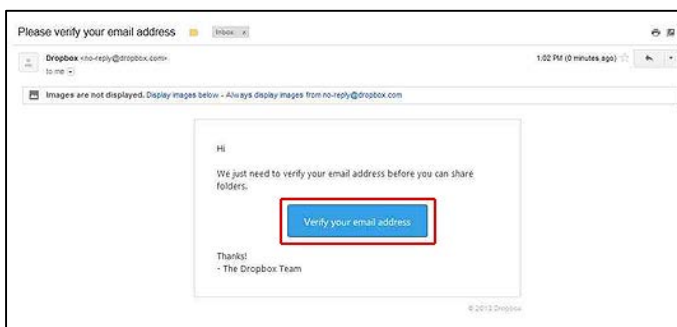 Please verify your email address
Inbox x
Dropbox <no-reply@dropbox.com>
1:02 PM (0 minutes ago)
to me
Images are not displayed. Display images below - Always display images from no-reply@dropbox.com
Hi
We just need to verify your email address before you can share
folders.
Verify your email address
Thanks!
- The Dropbox Team
© 2013 Dropbox